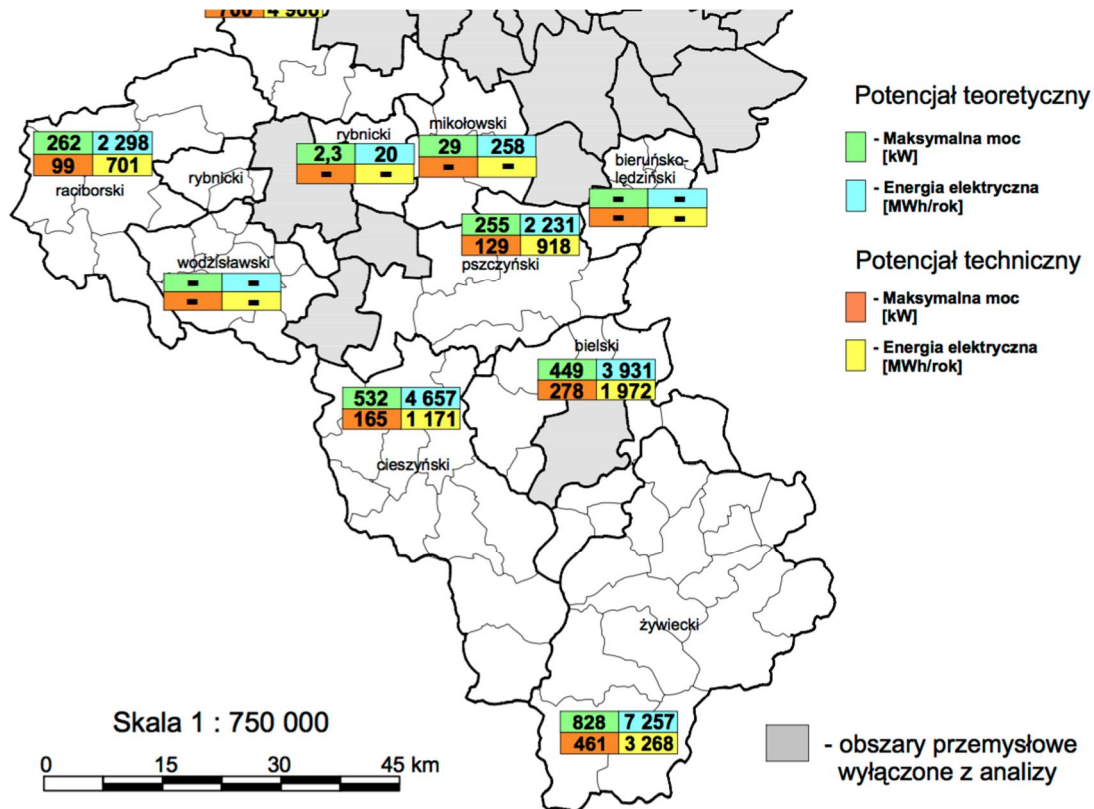 262 2 298
99 701
raciborski
rybnicki
rybnicki
2,3 20
- -
mikołowski
29 258
- -
bieruńsko-
lędziński
- -
- -
255 2 231
129 918
pszczyński
wodzisławski
- -
- -
bielski
449 3 931
278 1 972
532 4 657
165 1 171
cieszyński
żywiecki
828 7 257
461 3 268
Potencjał teoretyczny
- Maksymalna moc
[kW]
- Energia elektryczna
[MWh/rok]
Potencjał techniczny
- Maksymalna moc
[kW]
- Energia elektryczna
[MWh/rok]
Skala 1 : 750 000
0 15 30 45 km
- obszary przemysłowe
wyłączone z analizy